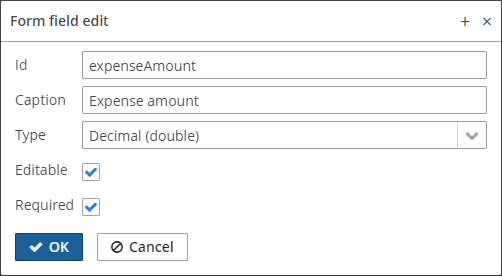 Form field edit
Id expenseAmount
Caption Expense amount
Type Decimal (double)
Editable
Required
OK Cancel